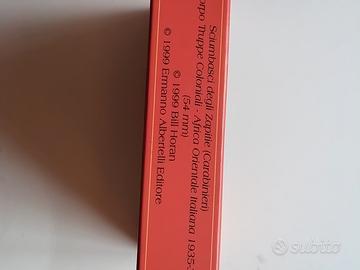 Sciumbasci degli Zaptie (Carabinieri)
Corpo Truppe Coloniali - Africa Orientale Italiana 1935-
(54 mm)
© 1999 Bill Horan
© 1999 Ermanno Albertelli Editore
subito